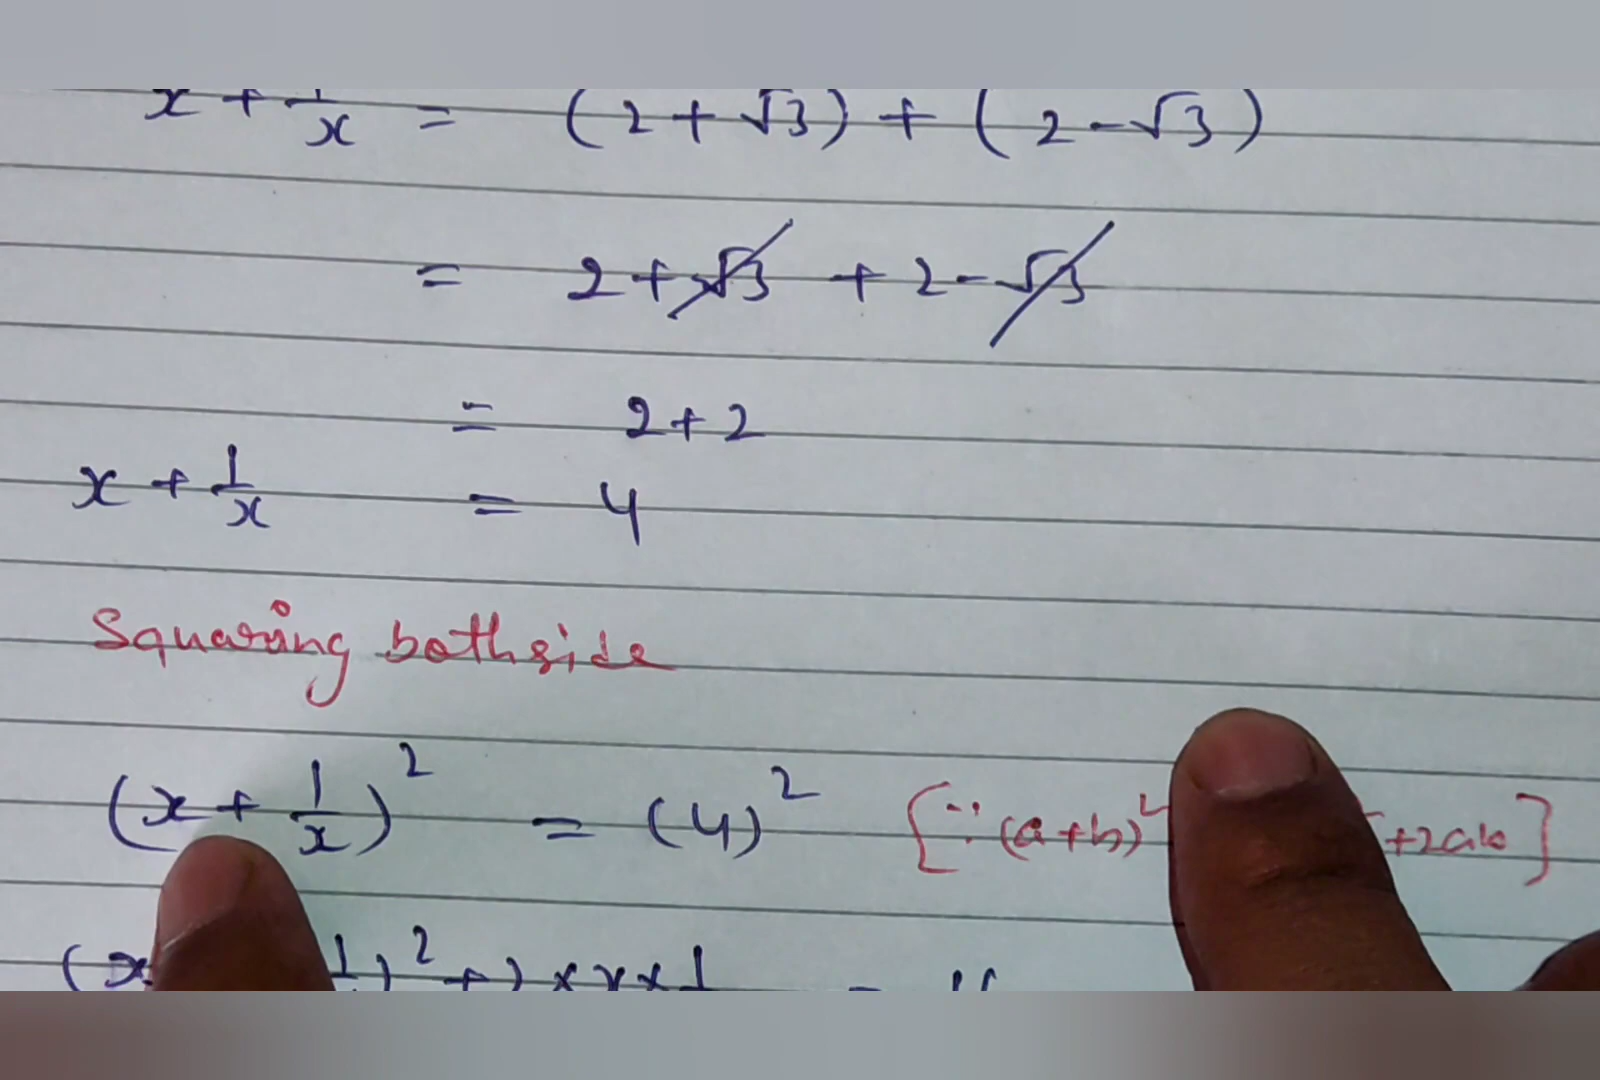 x + 1/x = (2 + √3) + (2 - √3)
= 2 + √3 + 2 - √3
= 2 + 2
x + 1/x = 4
Squaring bothside
(x + 1/x)² = (4)² [∵ (a+b)² +2ab]